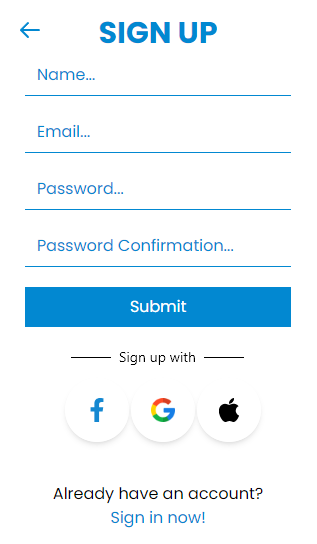 SIGN UP
Name...
Email...
Password...
Password Confirmation...
Submit
Sign up with
Already have an account?
Sign in now!